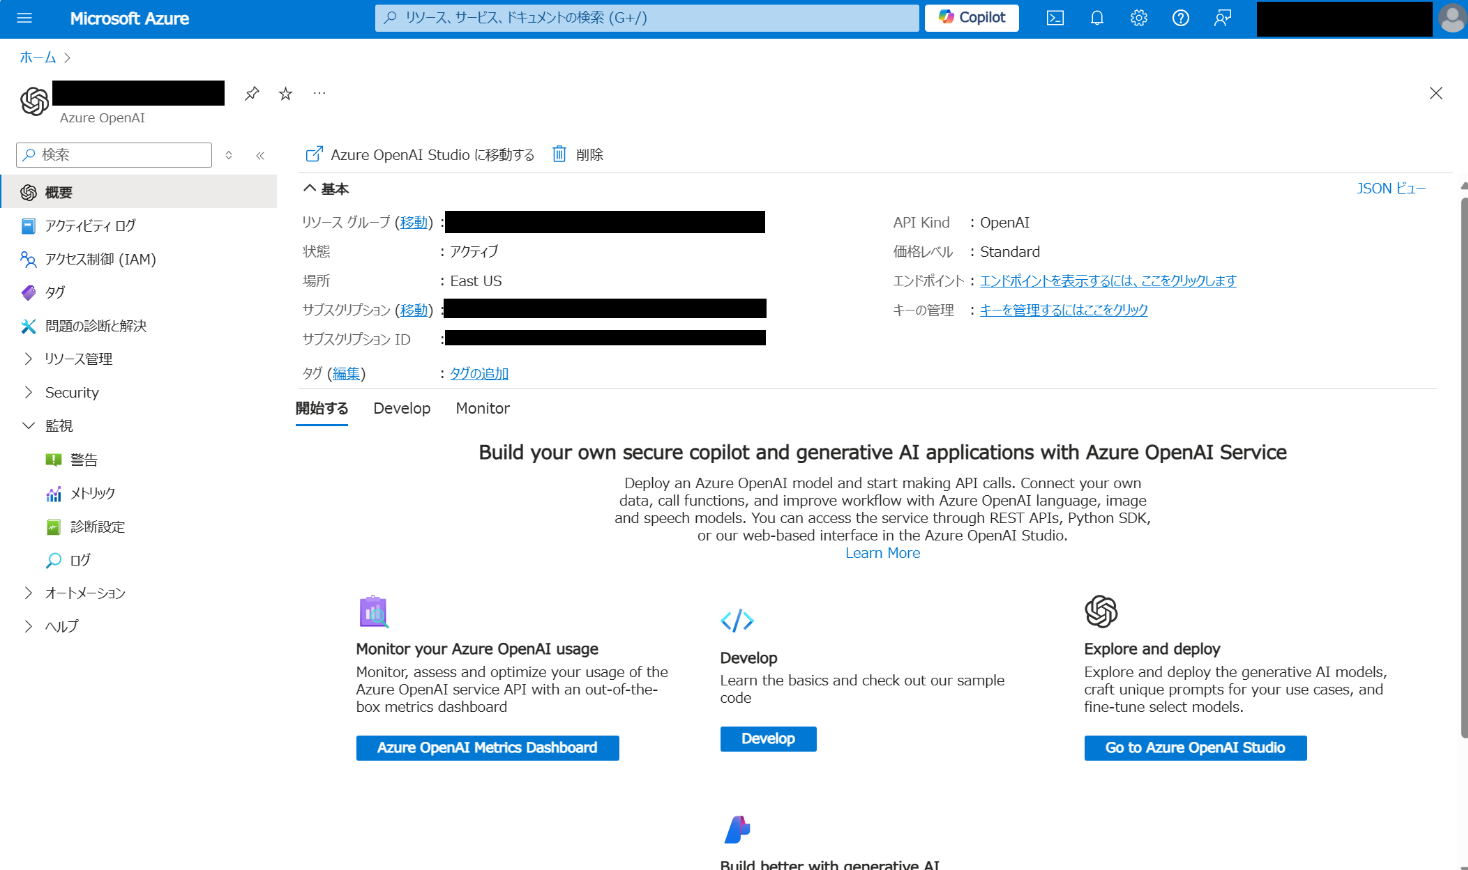 Microsoft Azure
リソース、サービス、ドキュメントの検索 (G+/)
Copilot
ホーム
Azure OpenAI
検索
Azure OpenAI Studio に移動する
削除
概要
アクティビティ ログ
アクセス制御 (IAM)
タグ
問題の診断と解決
リソース管理
Security
監視
警告
メトリック
診断設定
ログ
オートメーション
ヘルプ
基本
JSON ビュー
リソース グループ (移動) :
状態 : アクティブ
場所 : East US
サブスクリプション (移動) :
サブスクリプション ID :
タグ (編集) : タグの追加
API Kind : OpenAI
価格レベル : Standard
エンドポイント : エンドポイントを表示するには、ここをクリックします
キーの管理 : キーを管理するにはここをクリック
開始する Develop Monitor
Build your own secure copilot and generative AI applications with Azure OpenAI Service
Deploy an Azure OpenAI model and start making API calls. Connect your own
data, call functions, and improve workflow with Azure OpenAI language, image
and speech models. You can access the service through REST APIs, Python SDK,
or our web-based interface in the Azure OpenAI Studio.
Learn More
Monitor your Azure OpenAI usage
Monitor, assess and optimize your usage of the
Azure OpenAI service API with an out-of-the-
box metrics dashboard
Azure OpenAI Metrics Dashboard
Develop
Learn the basics and check out our sample
code
Develop
Explore and deploy
Explore and deploy the generative AI models,
craft unique prompts for your use cases, and
fine-tune select models.
Go to Azure OpenAI Studio
Build better with generative AI